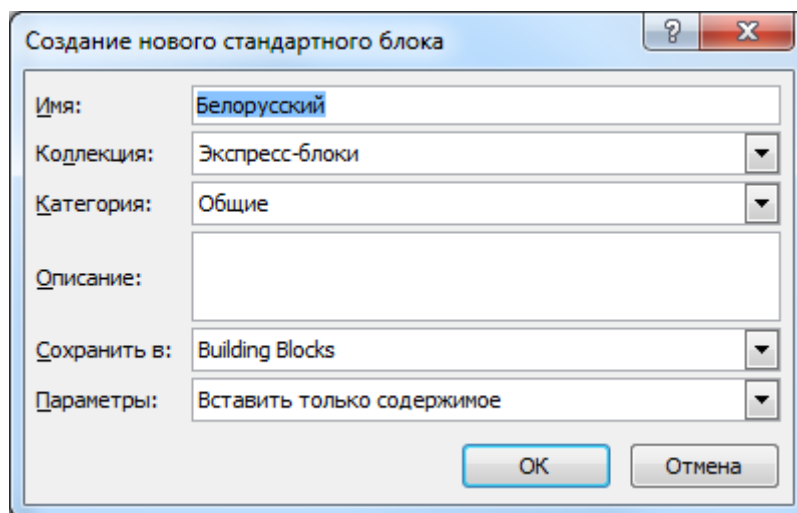 Создание нового стандартного блока
Имя: Белорусский
Коллекция: Экспресс-блоки
Категория: Общие
Описание:
Сохранить в: Building Blocks
Параметры: Вставить только содержимое
ОК Отмена